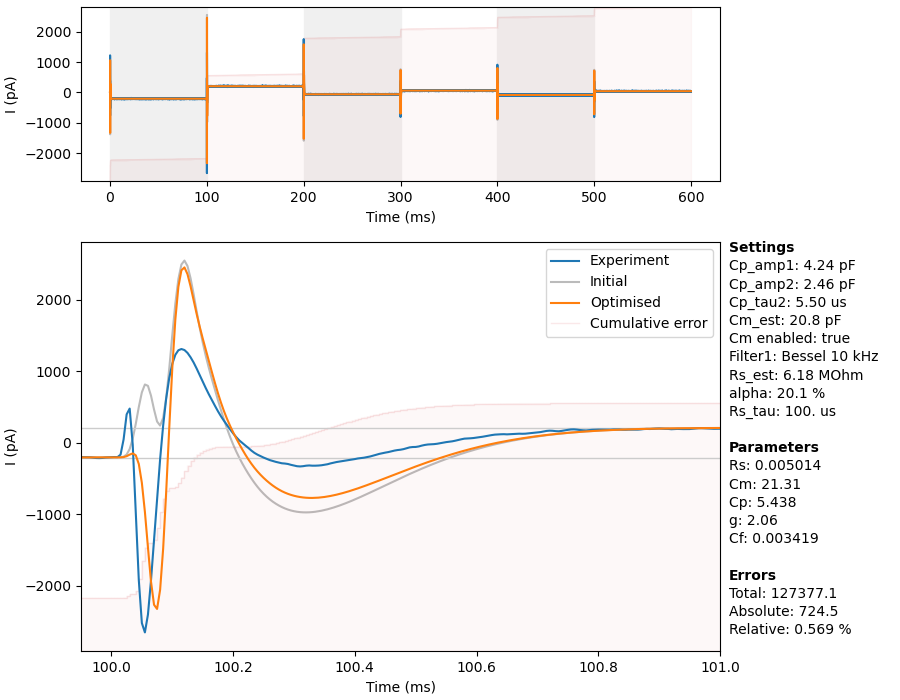 2000
1000
0
−1000
−2000
I (pA)
0
100
200
300
400
500
600
Time (ms)
2000
1000
0
−1000
−2000
I (pA)
100.0
100.2
100.4
100.6
100.8
101.0
Time (ms)
Experiment
Initial
Optimised
Cumulative error
Settings
Cp_amp1: 4.24 pF
Cp_amp2: 2.46 pF
Cp_tau2: 5.50 us
Cm_est: 20.8 pF
Cm enabled: true
Filter1: Bessel 10 kHz
Rs_est: 6.18 MOhm
alpha: 20.1 %
Rs_tau: 100. us
Parameters
Rs: 0.005014
Cm: 21.31
Cp: 5.438
g: 2.06
Cf: 0.003419
Errors
Total: 127377.1
Absolute: 724.5
Relative: 0.569 %